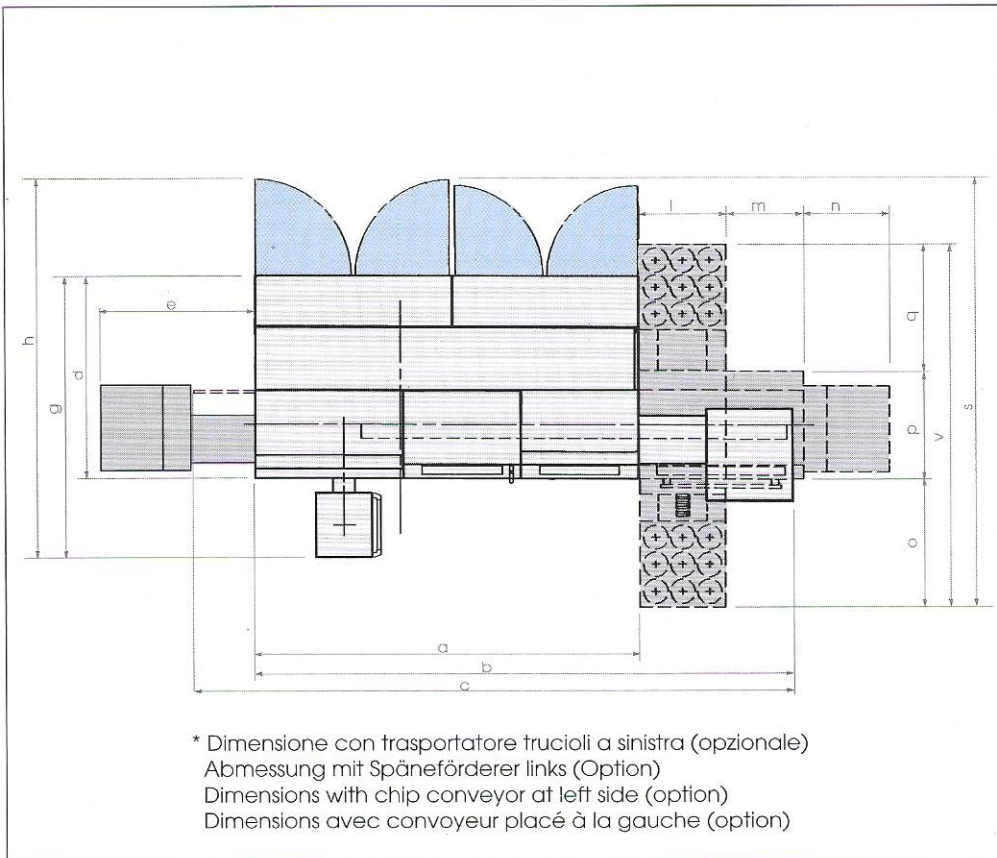 l m n
e
h
g
d
q
p
o
v
s
a
b
c
* Dimensione con trasportatore trucioli a sinistra (opzionale)
Abmessung mit Späneförderer links (Option)
Dimensions with chip conveyor at left side (option)
Dimensions avec convoyeur placé à la gauche (option)